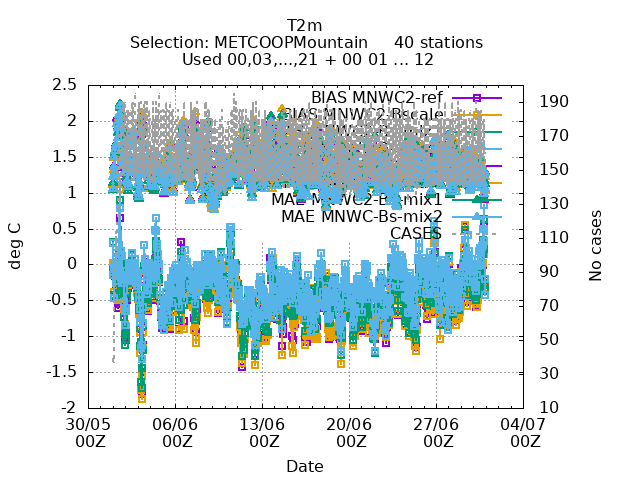 T2m
Selection: METCOOPMountain 40 stations
Used 00,03,...,21 + 00 01 ... 12
BIAS MNWC2-ref
BIAS MNWC2-Bscale
MAE MNWC2-Bs-mix1
MAE MNWC-Bs-mix2
CASES
2.5
2
1.5
1
0.5
0
-0.5
-1
-1.5
-2
deg C
190
170
150
130
110
90
70
50
30
10
No cases
30/05 06/06 13/06 20/06 27/06 04/07
00Z 00Z 00Z 00Z 00Z 00Z
Date